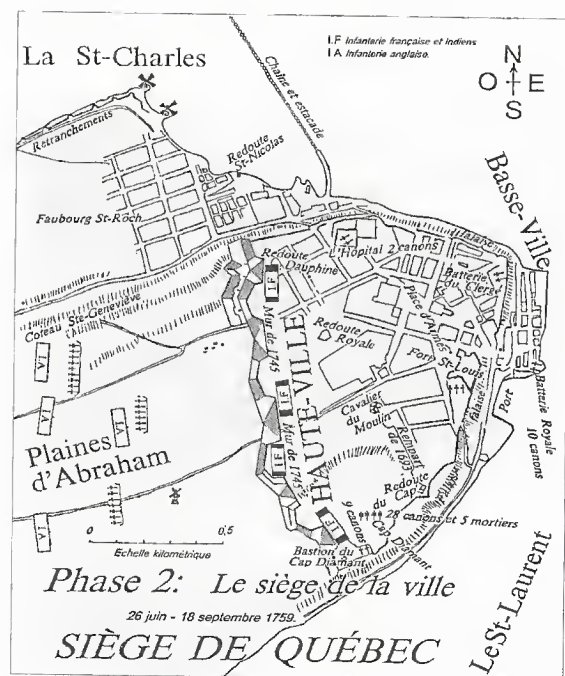 I.F Infanterie française et Indiens
I A Infanterie anglaise.
La St-Charles
N
O E
S
Chaîne et estacade
Retranchements
Redoute
St-Nicolas
Faubourg St-Roch
Basse-Ville
falaise
Redoute
Dauphine
L'Hôpital 2 canons
Batterie
du Clergé
Coteau Ste-Geneviève
I F
Mur de 1745
Place d'Armes
Redoute
Royale
Fort St-Louis
HAUTE-VILLE
I F
Mur de 1745
I F
Cavalier
du
Moulin
Rempart
de 1693
falaise
Port
Batterie Royale
10 canons
Plaines
d'Abraham
I A
I A
I A
I A
Redoute
du
Cap
28 canons et 5 mortiers
9 canons
I F
Cap Diamant
Bastion du
Cap Diamant
0 0,5
Echelle kilométrique
Le St-Laurent
Phase 2: Le siège de la ville
26 juin - 18 septembre 1759.
SIÈGE DE QUÉBEC